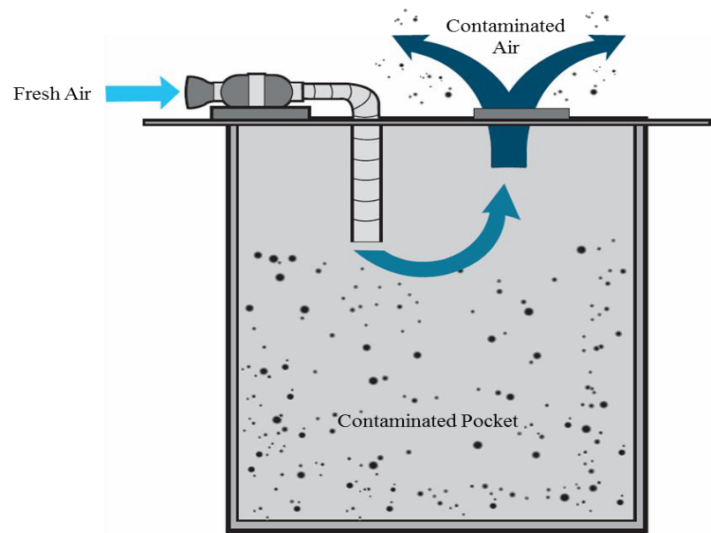 Contaminated
Air
Fresh Air
Contaminated Pocket